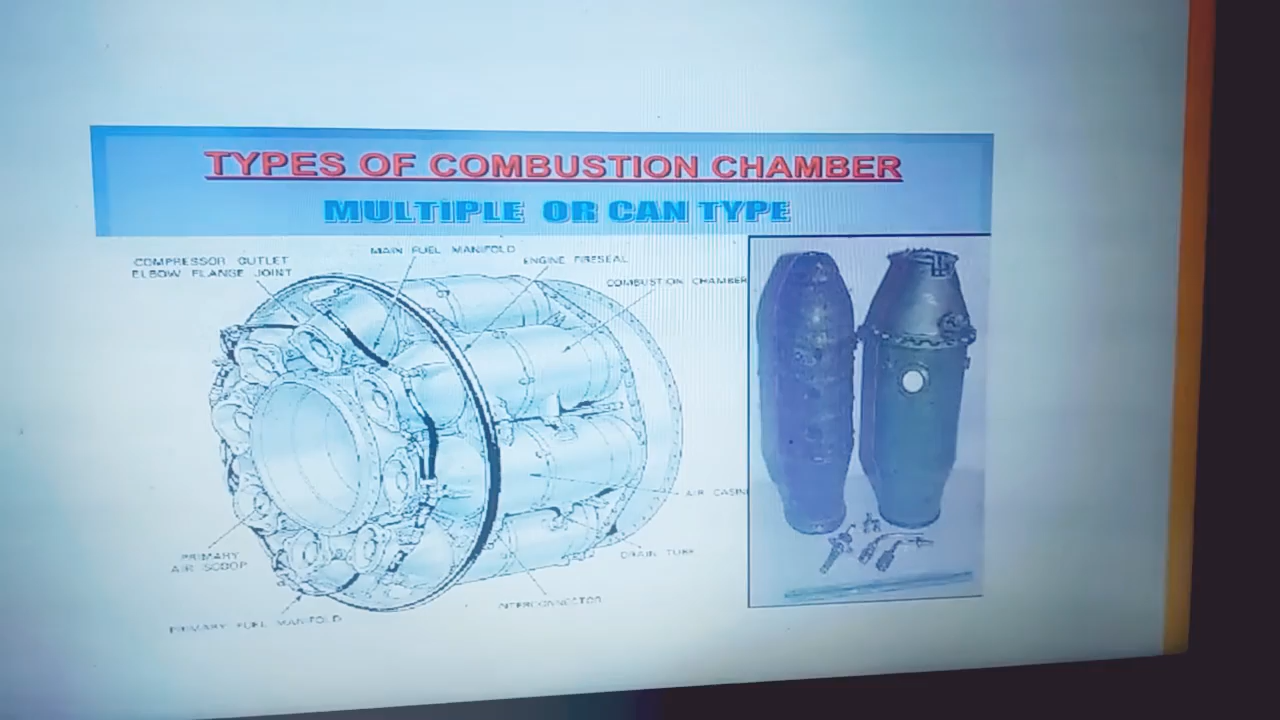 TYPES OF COMBUSTION CHAMBER
MULTIPLE OR CAN TYPE
MAIN FUEL MANIFOLD
COMPRESSOR OUTLET
ELBOW FLANGE JOINT
ENGINE FIRESEAL
COMBUSTION CHAMBER
AIR CASIN
DRAIN TUBE
PRIMARY
AIR SCOOP
INTERCONNECTOR
PRIMARY FUEL MANIFOLD